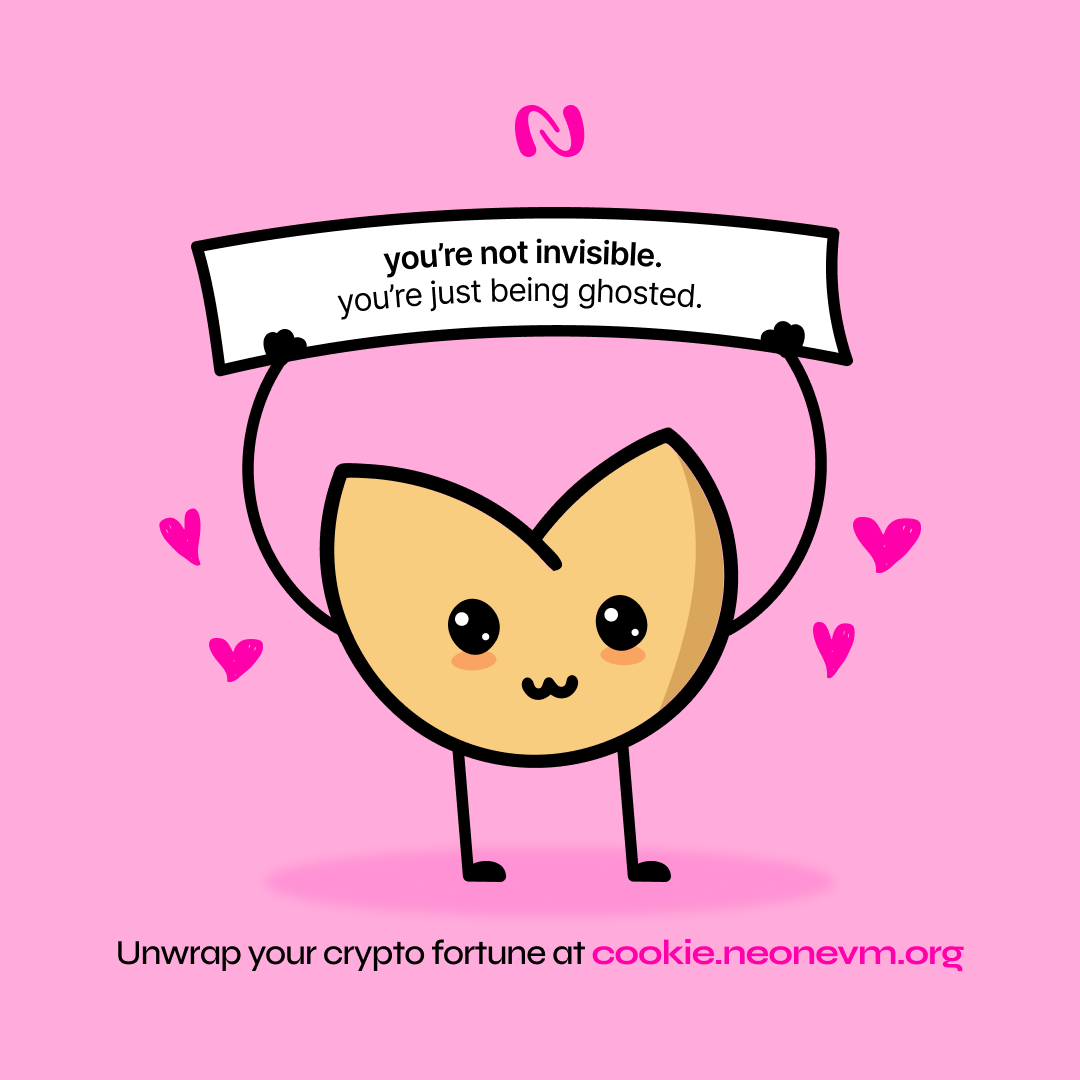 N
you're not invisible.
you're just being ghosted.
Unwrap your crypto fortune at cookie.neonevm.org